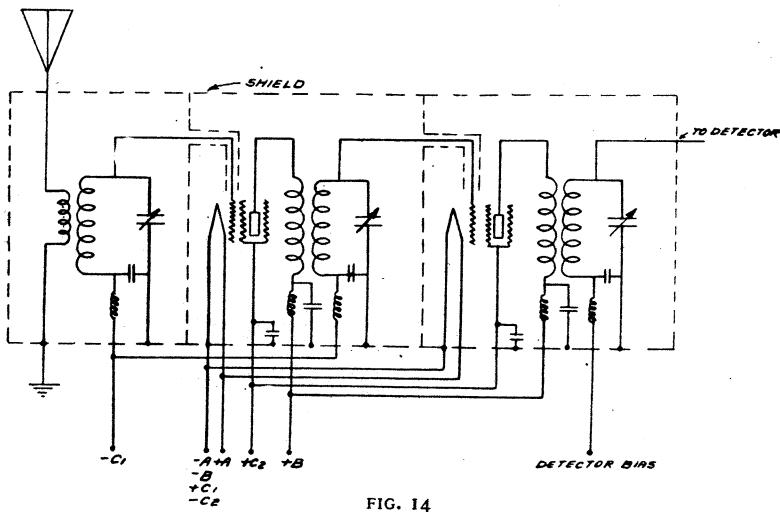 SHIELD
TO DETECTOR
-C1
-A +A +C2 +B
-B
+C1
-C2
DETECTOR BIAS
FIG. 14